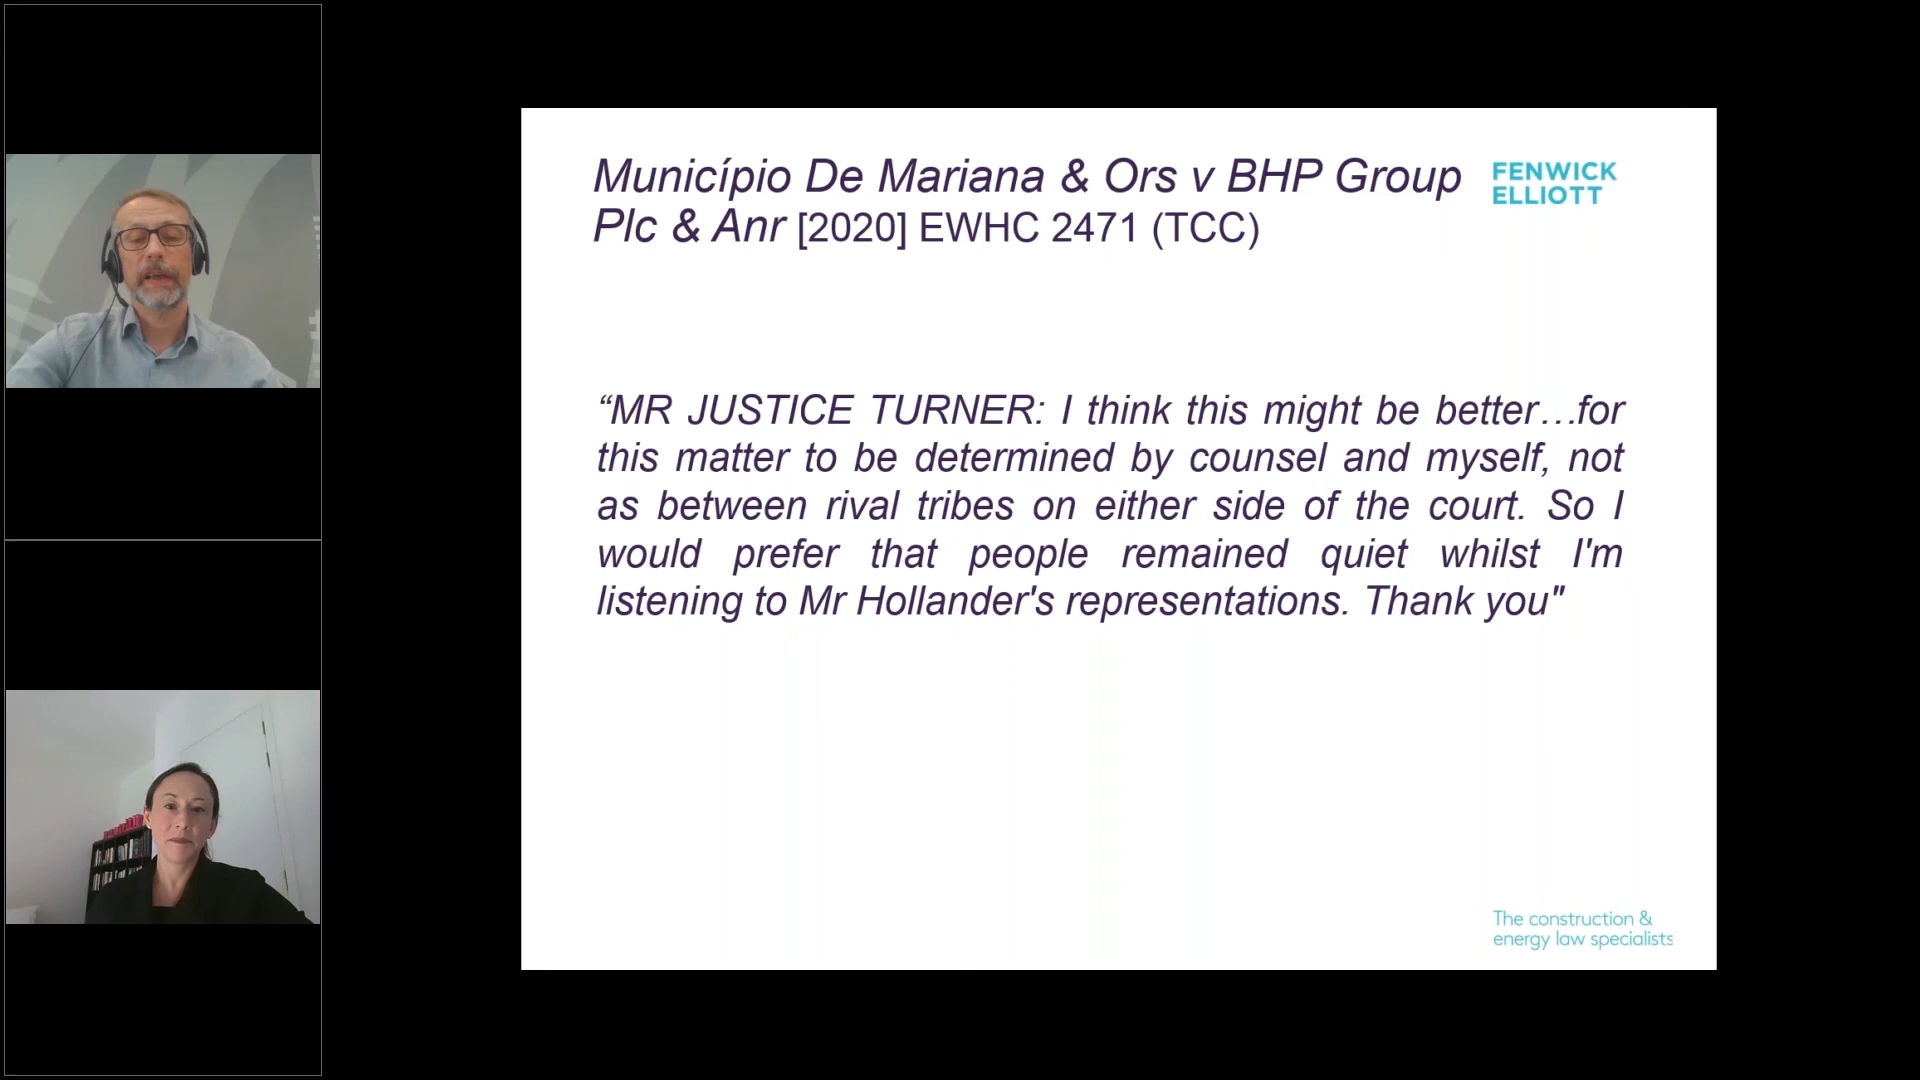 Município De Mariana & Ors v BHP Group
Plc & Anr [2020] EWHC 2471 (TCC)
FENWICK
ELLIOTT
“MR JUSTICE TURNER: I think this might be better…for
this matter to be determined by counsel and myself, not
as between rival tribes on either side of the court. So I
would prefer that people remained quiet whilst I'm
listening to Mr Hollander's representations. Thank you"
The construction &
energy law specialists